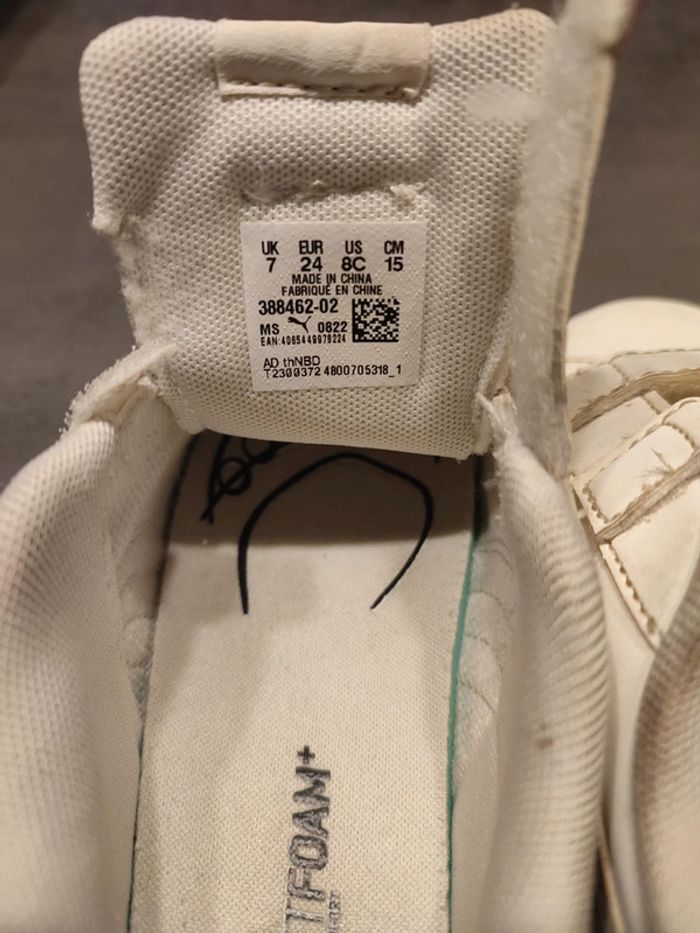 UK EUR US CM
7 24 8C 15
MADE IN CHINA
FABRIQUÉ EN CHINE
388462-02
MS 0822
EAN:4065449978224
AD thNBD
T2300372 4800705318_1